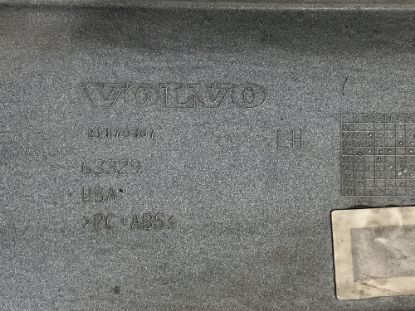 VOLVO
LH
63329
USA
>PC+ABS<